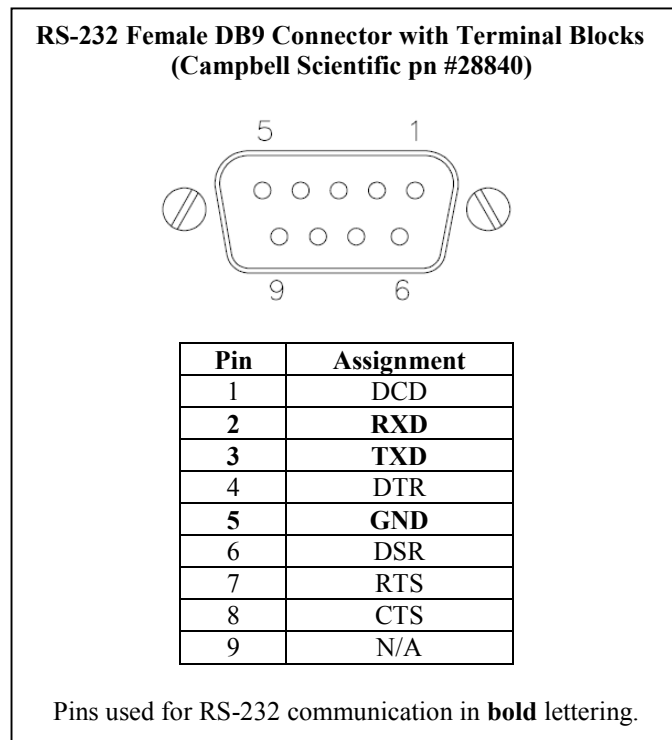 RS-232 Female DB9 Connector with Terminal Blocks
(Campbell Scientific pn #28840)
5 1
9 6
Pin Assignment
1 DCD
2 RXD
3 TXD
4 DTR
5 GND
6 DSR
7 RTS
8 CTS
9 N/A
Pins used for RS-232 communication in bold lettering.